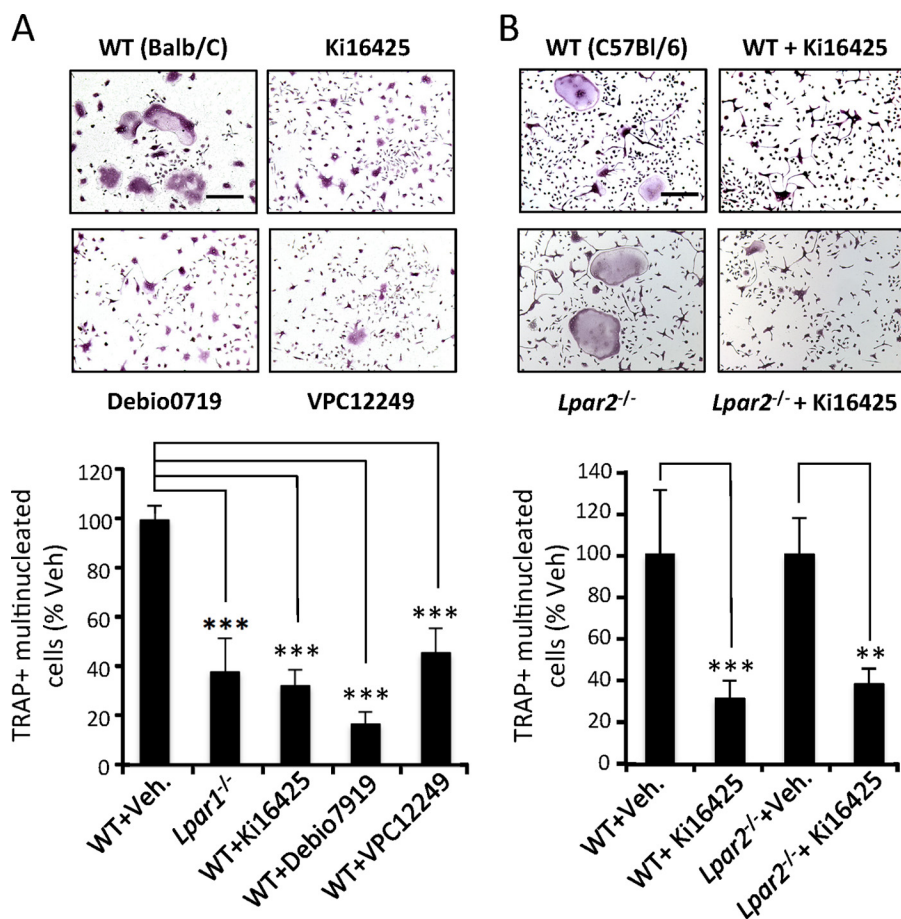 A
WT (Balb/C)
Ki16425
Debio0719
VPC12249
TRAP+ multinucleated
cells (% Veh)
120
100
80
60
40
20
0
***
***
***
***
WT+Veh.
Lpar1⁻/⁻
WT+Ki16425
WT+Debio7919
WT+VPC12249
B
WT (C57Bl/6)
WT + Ki16425
Lpar2⁻/⁻
Lpar2⁻/⁻ + Ki16425
TRAP+ multinucleated
cells (% Veh)
140
120
100
80
60
40
20
0
***
**
WT+Veh.
WT+ Ki16425
Lpar2⁻/⁻+Veh.
Lpar2⁻/⁻+ Ki16425